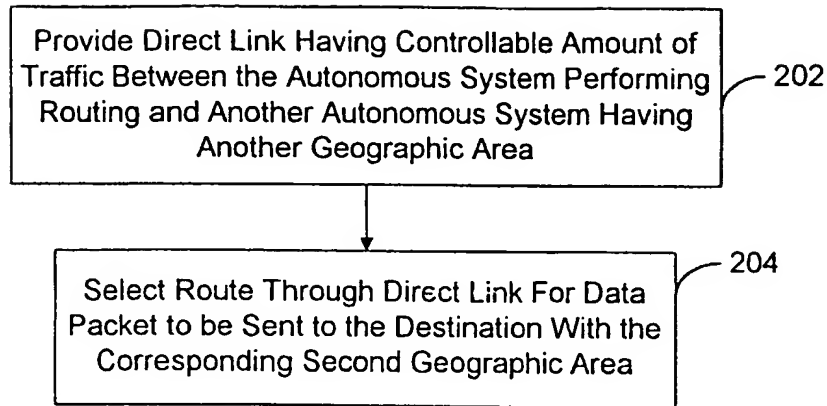 Provide Direct Link Having Controllable Amount of
Traffic Between the Autonomous System Performing
Routing and Another Autonomous System Having
Another Geographic Area
202
204
Select Route Through Direct Link For Data
Packet to be Sent to the Destination With the
Corresponding Second Geographic Area